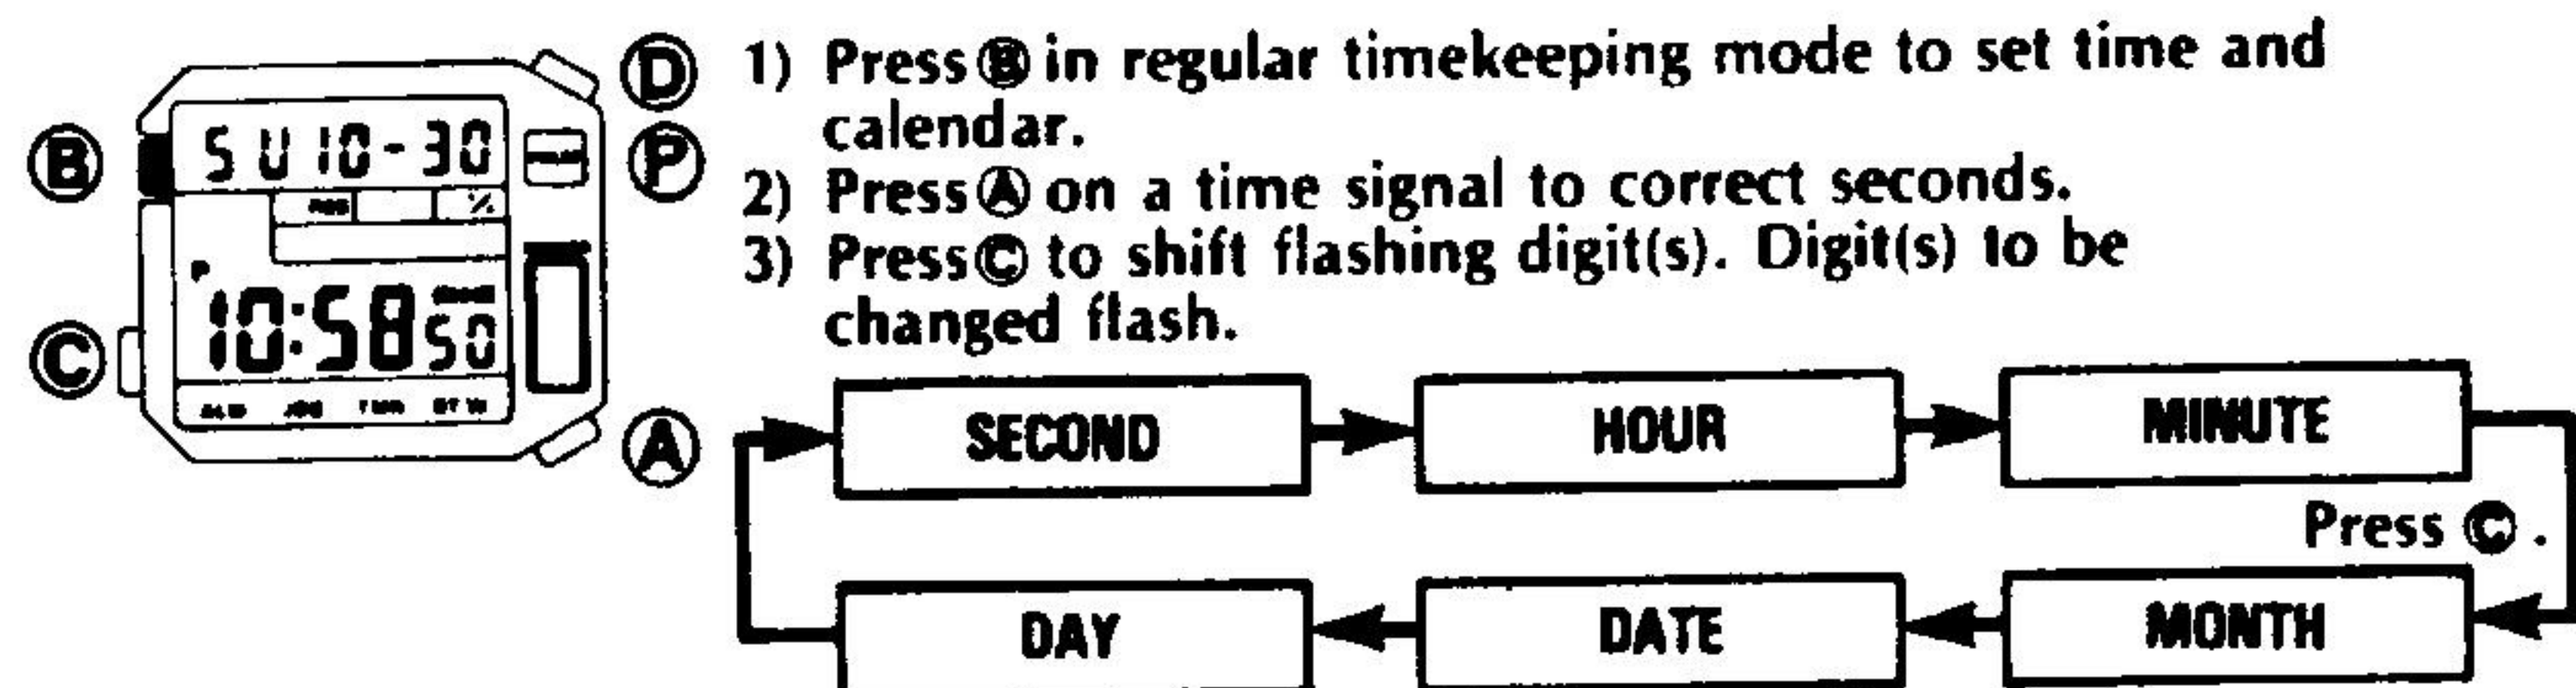 Ⓓ
Ⓑ
Ⓟ
Ⓒ
Ⓐ
SU 10-30
P
10:58 50
1) Press Ⓑ in regular timekeeping mode to set time and
calendar.
2) Press Ⓐ on a time signal to correct seconds.
3) Press Ⓒ to shift flashing digit(s). Digit(s) to be
changed flash.
SECOND
HOUR
MINUTE
Press Ⓒ.
DAY
DATE
MONTH